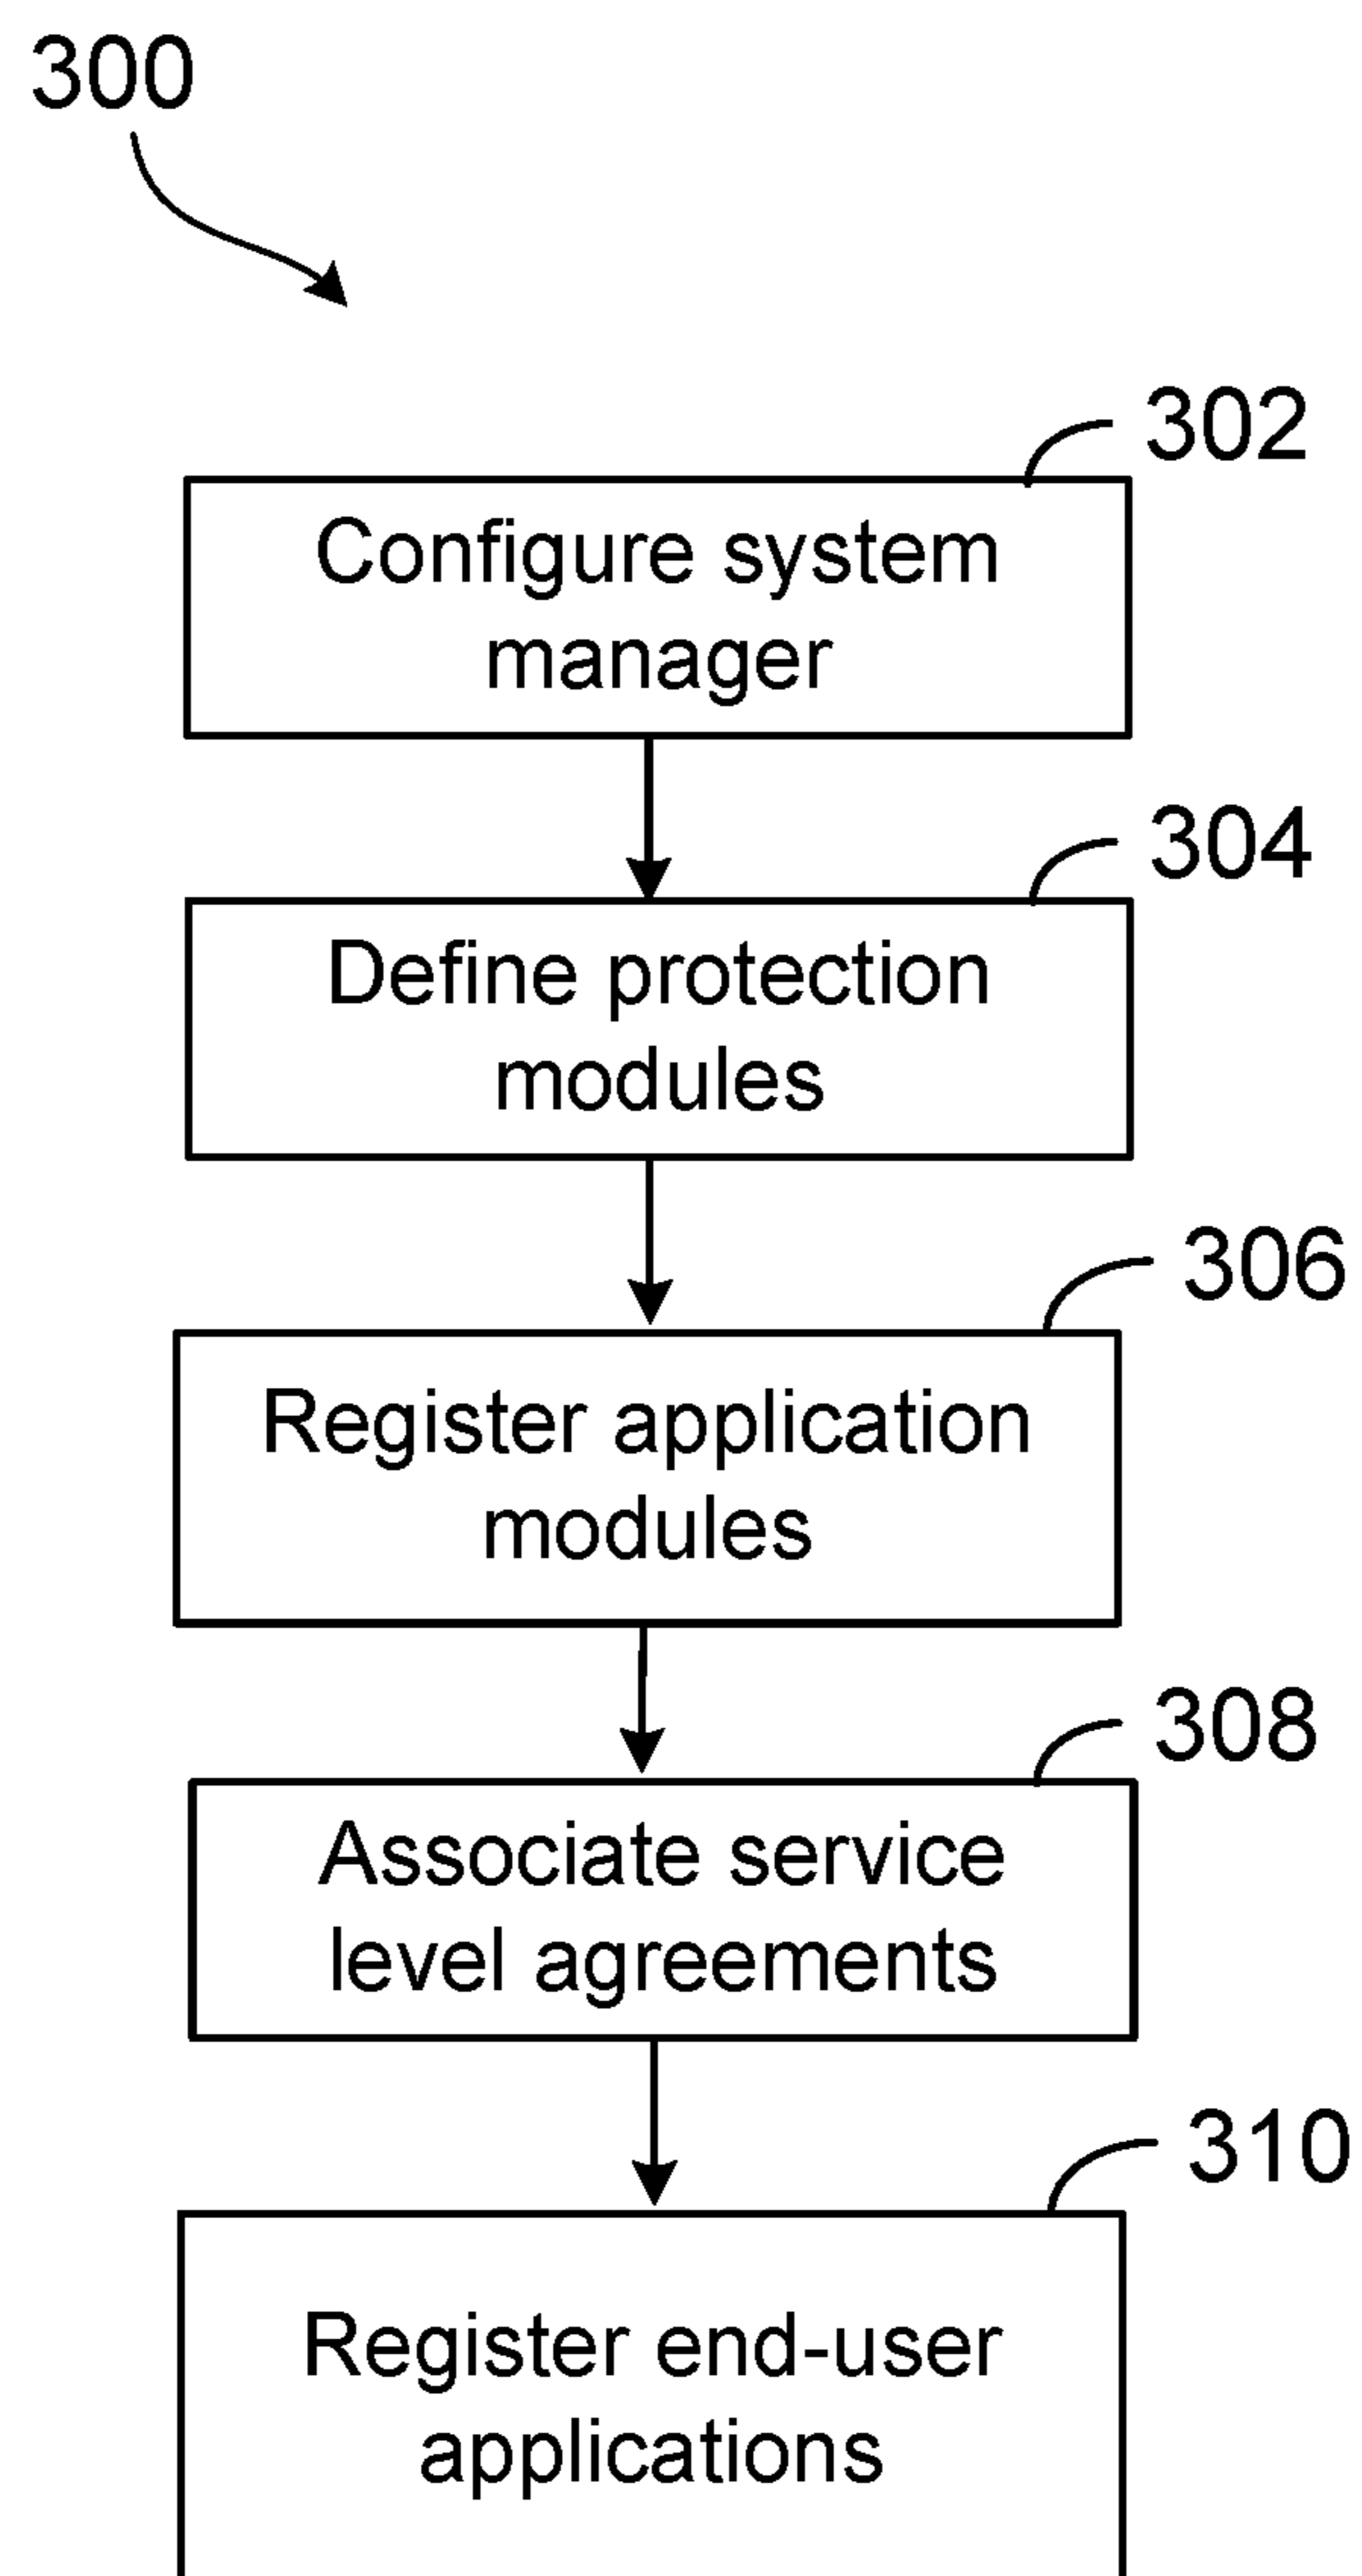 300
302
Configure system
manager
304
Define protection
modules
306
Register application
modules
308
Associate service
level agreements
310
Register end-user
applications